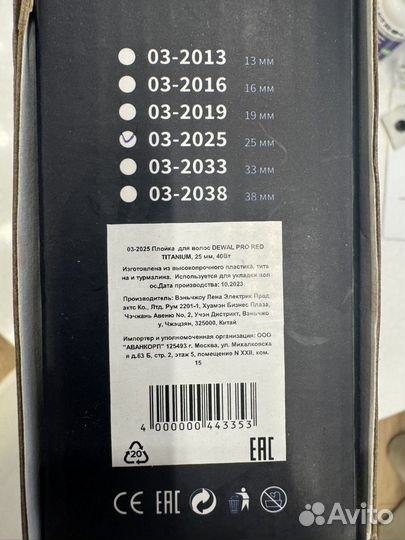 03-2013 13 мм
03-2016 16 мм
03-2019 19 мм
03-2025 25 мм
03-2033 33 мм
03-2038 38 мм
03-2025 Плойка для волос DEWAL PRO RED
TITANIUM, 25 мм, 40Вт
Изготовлена из высокопрочного пластика, тита
на и турмалина. Используется для укладки вол
ос.Дата производства: 10.2023
Производитель: Вэньчжоу Лена Электрик Прод
актс Ко., Лтд. Рум 2201-1, Хуамэн Бизнес Плаза,
Чэчжань Авеню No, 2, Учэн Дистрикт, Вэньчжо
у, Чжэцзян, 325000, Китай
Импортер и уполномоченная организация: ООО
"АВАНКОРП" 125493 г. Москва, ул. Михалковска
я д.63 Б, стр. 2, этаж 5, помещение N XXII, ком.
15
4 000000 443353
20
EAC
CE EAC
Avito